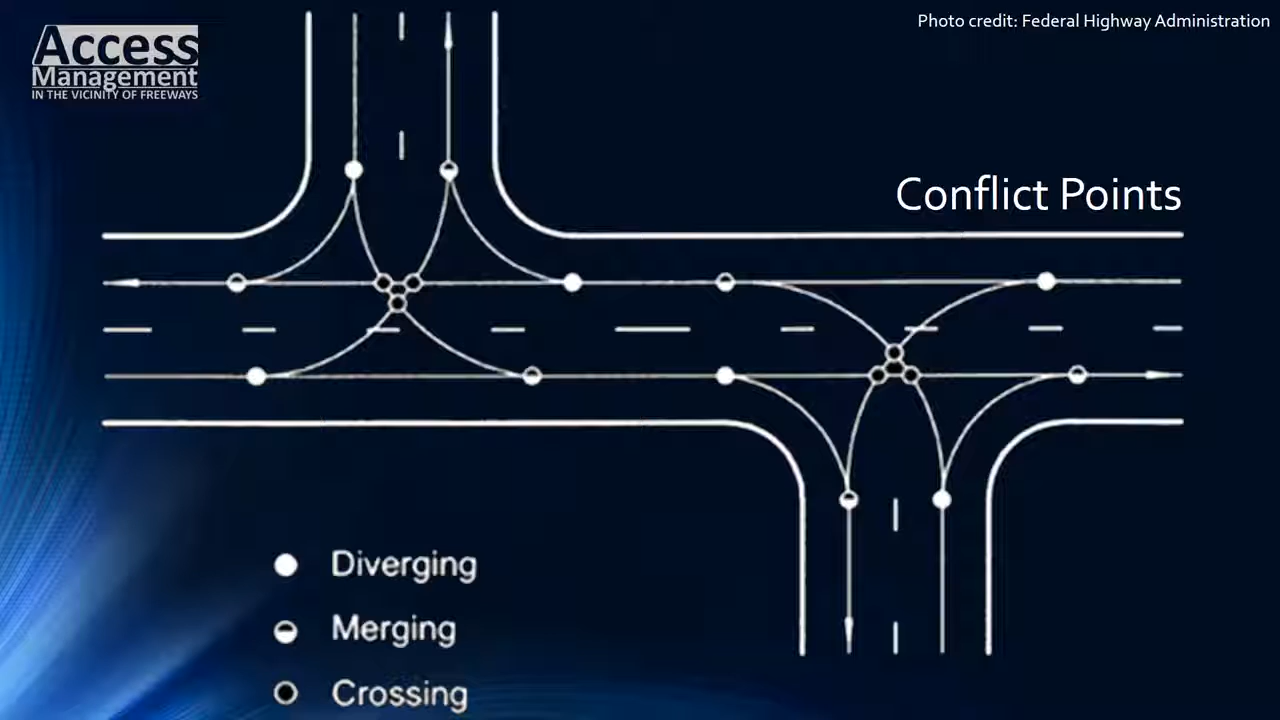 Photo credit: Federal Highway Administration
Access
Management
IN THE VICINITY OF FREEWAYS
Conflict Points
Diverging
Merging
Crossing